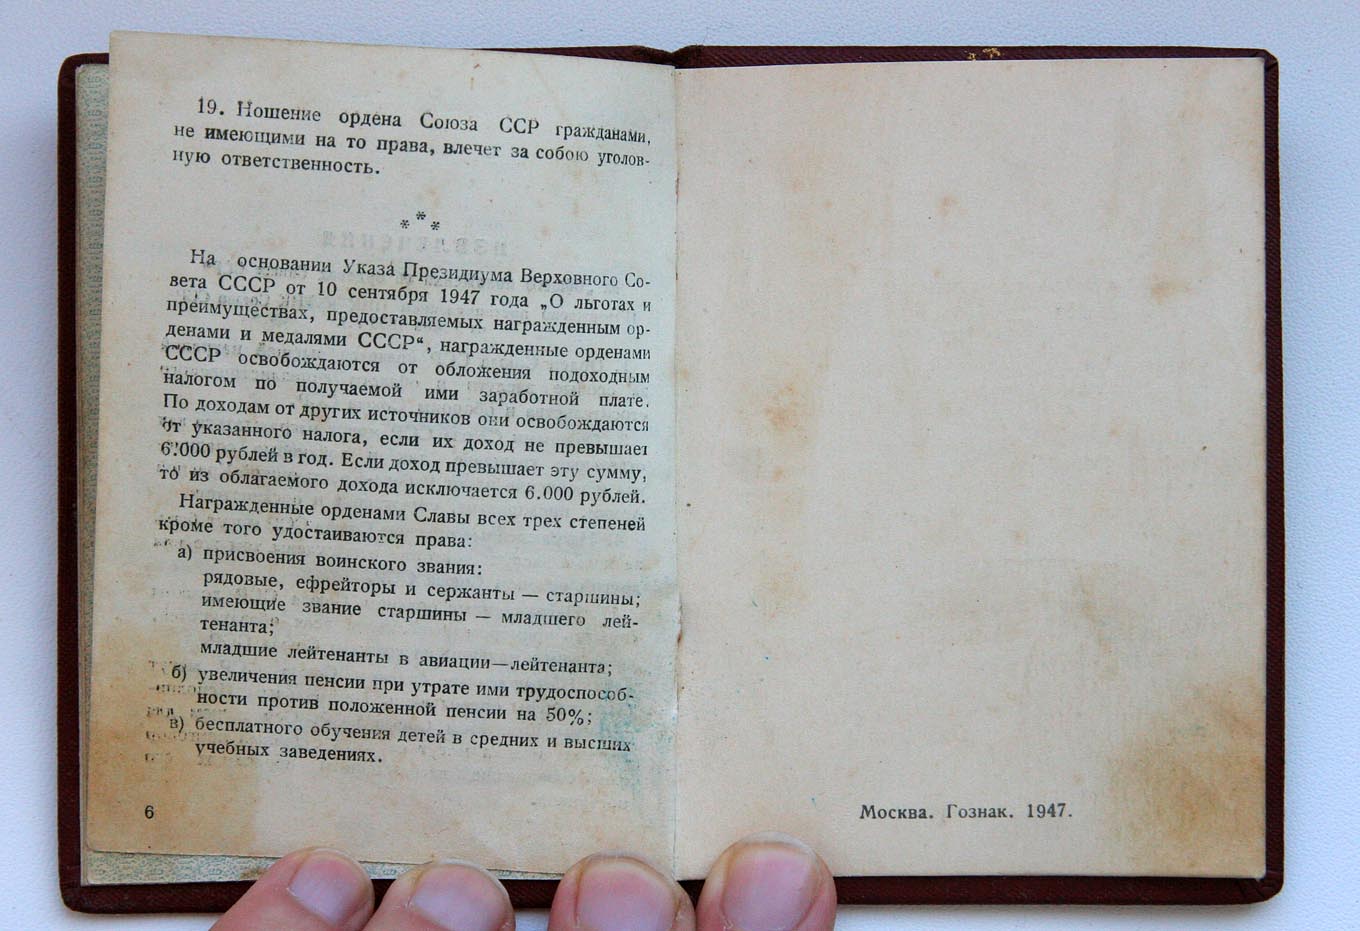 19. Ношение ордена Союза ССР гражданами,
не имеющими на то права, влечет за собою уголов-
ную ответственность.
* * *
На основании Указа Президиума Верховного Со-
вета СССР от 10 сентября 1947 года „О льготах и
преимуществах, предоставляемых награжденным ор-
денами и медалями СССР“, награжденные орденами
СССР освобождаются от обложения подоходным
налогом по получаемой ими заработной плате.
По доходам от других источников они освобождаются
от указанного налога, если их доход не превышает
6.000 рублей в год. Если доход превышает эту сумму,
то из облагаемого дохода исключается 6.000 рублей.
Награжденные орденами Славы всех трех степеней
кроме того удостаиваются права:
а) присвоения воинского звания:
рядовые, ефрейторы и сержанты — старшины;
имеющие звание старшины — младшего лей-
тенанта;
младшие лейтенанты в авиации—лейтенанта;
б) увеличения пенсии при утрате ими трудоспособ-
ности против положенной пенсии на 50%;
в) бесплатного обучения детей в средних и высших
учебных заведениях.
6
Москва. Гознак. 1947.